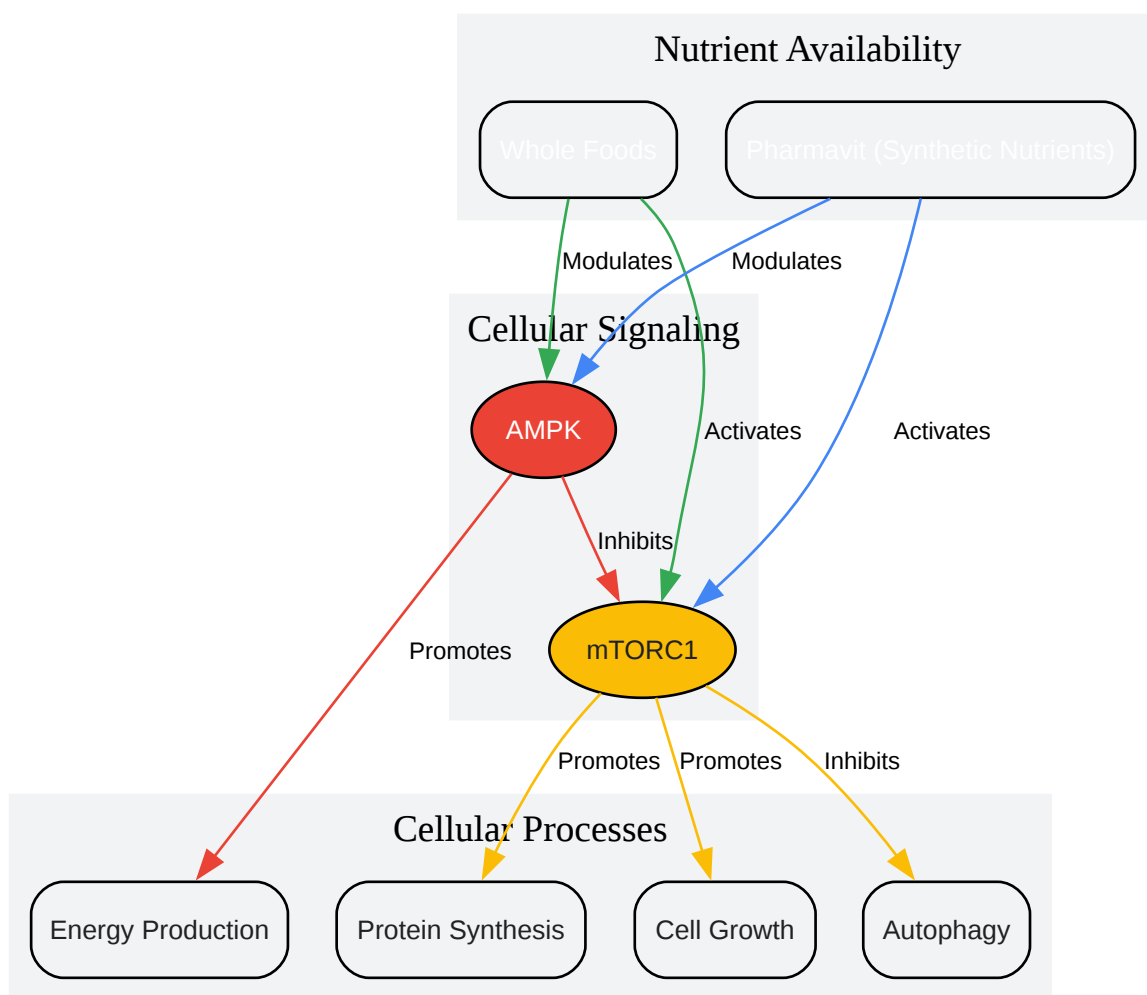 Nutrient Availability
Whole Foods
Pharmavit (Synthetic Nutrients)
Modulates
Modulates
Cellular Signaling
AMPK
Activates
Activates
Inhibits
mTORC1
Promotes
Promotes
Promotes
Inhibits
Cellular Processes
Energy Production
Protein Synthesis
Cell Growth
Autophagy